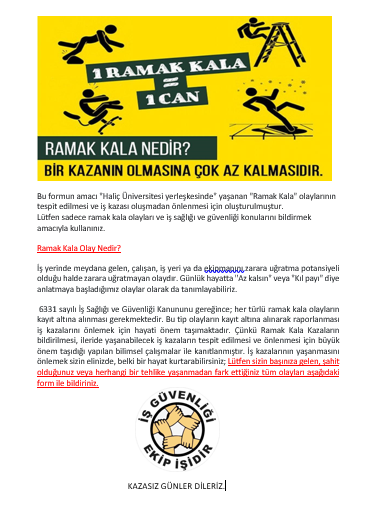 1 RAMAK KALA
=
1 CAN
RAMAK KALA NEDİR?
BİR KAZANIN OLMASINA ÇOK AZ KALMASIDIR.
Bu formun amacı "Haliç Üniversitesi yerleşkesinde" yaşanan "Ramak Kala" olaylarının
tespit edilmesi ve iş kazası oluşmadan önlenmesi için oluşturulmuştur.
Lütfen sadece ramak kala olayları ve iş sağlığı ve güvenliği konularını bildirmek
amacıyla kullanınız.
Ramak Kala Olay Nedir?
İş yerinde meydana gelen, çalışan, iş yeri ya da zarara uğratma potansiyeli
olduğu halde zarara uğratmayan olaydır. Günlük hayatta "Az kalsın" veya "Kıl payı" diye
anlatmaya başladığımız olaylar olarak da tanımlayabiliriz.
6331 sayılı İş Sağlığı ve Güvenliği Kanununu gereğince; her türlü ramak kala olayların
kayıt altına alınması gerekmektedir. Bu tip olayların kayıt altına alınarak raporlanması
iş kazalarını önlemek için hayati önem taşımaktadır. Çünkü Ramak Kala Kazaların
bildirilmesi, ileride yaşanabilecek iş kazaların tespit edilmesi ve önlenmesi için büyük
önem taşıdığı yapılan bilimsel çalışmalar ile kanıtlanmıştır. İş kazalarının yaşanmasını
önlemek sizin elinizde, belki bir hayat kurtarabilirsiniz; Lütfen sizin başınıza gelen, şahit
olduğunuz veya herhangi bir tehlike yaşanmadan fark ettiğiniz tüm olayları aşağıdaki
form ile bildiriniz.
İŞ GÜVENLİĞİ
EKİP İŞİDİR
KAZASIZ GÜNLER DİLERİZ.